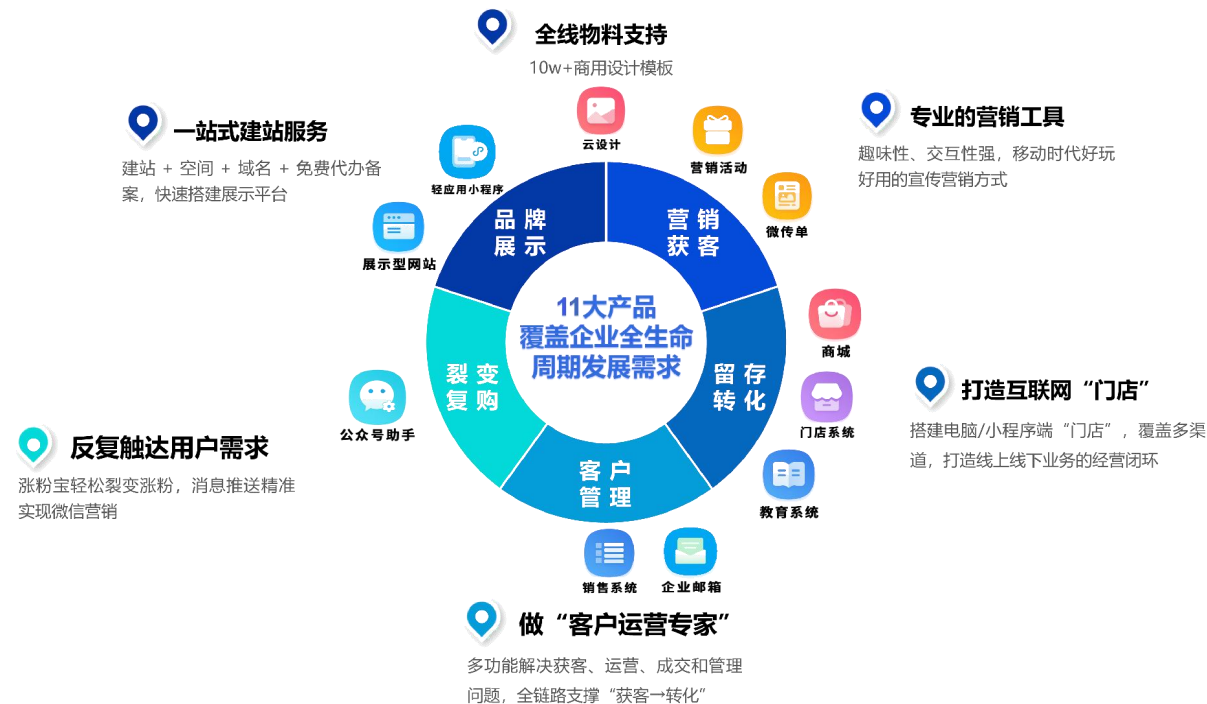 全线物料支持
10w+商用设计模板
一站式建站服务
建站 + 空间 + 域名 + 免费代办备
案，快速搭建展示平台
专业的营销工具
趣味性、交互性强，移动时代好玩
好用的宣传营销方式
云设计
营销活动
轻应用小程序
微传单
展示型网站
品牌
展示
营销
获客
11大产品
覆盖企业全生命
周期发展需求
商城
裂变
复购
留存
转化
门店系统
公众号助手
打造互联网“门店”
搭建电脑/小程序端“门店”，覆盖多渠
道，打造线上线下业务的经营闭环
反复触达用户需求
涨粉宝轻松裂变涨粉，消息推送精准
实现微信营销
客户
管理
教育系统
销售系统
企业邮箱
做“客户运营专家”
多功能解决获客、运营、成交和管理
问题，全链路支撑“获客→转化”